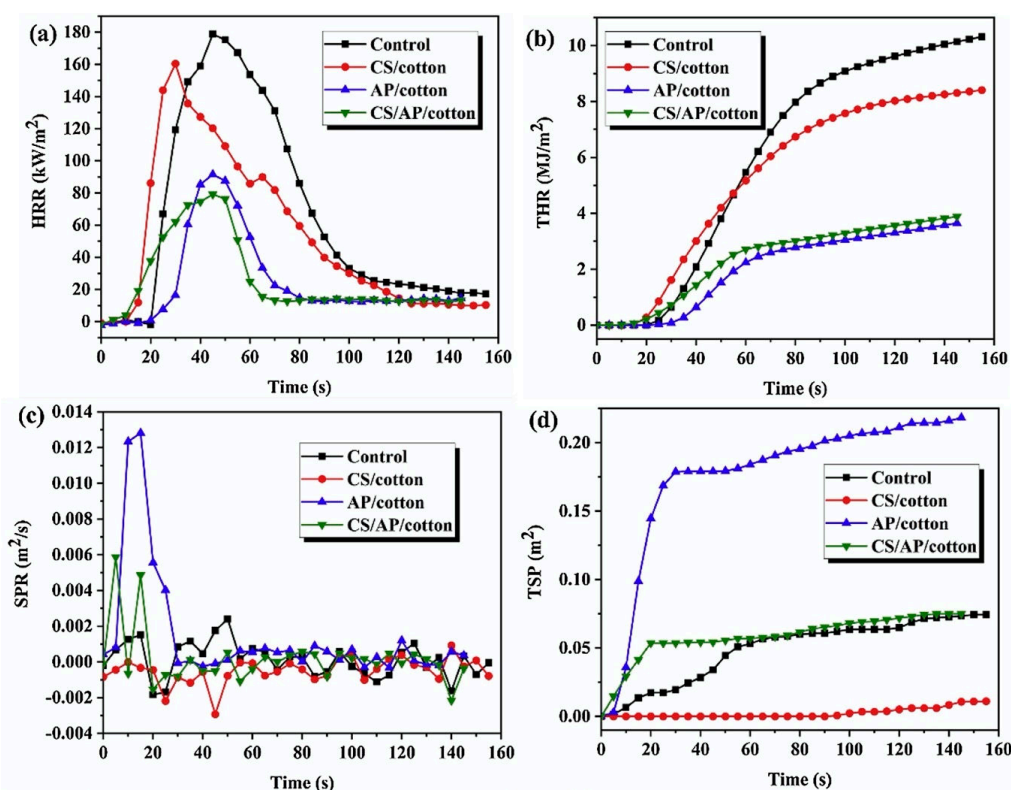 (a)
Control
CS/cotton
AP/cotton
CS/AP/cotton
HRR (kW/m²)
180
160
140
120
100
80
60
40
20
0
0 20 40 60 80 100 120 140 160
Time (s)
(b)
Control
CS/cotton
AP/cotton
CS/AP/cotton
THR (MJ/m²)
10
8
6
4
2
0
0 20 40 60 80 100 120 140 160
Time (s)
(c)
Control
CS/cotton
AP/cotton
CS/AP/cotton
SPR (m²/s)
0.014
0.012
0.010
0.008
0.006
0.004
0.002
0.000
-0.002
-0.004
0 20 40 60 80 100 120 140 160
Time (s)
(d)
Control
CS/cotton
AP/cotton
CS/AP/cotton
TSP (m²)
0.20
0.15
0.10
0.05
0.00
0 20 40 60 80 100 120 140 160
Time (s)